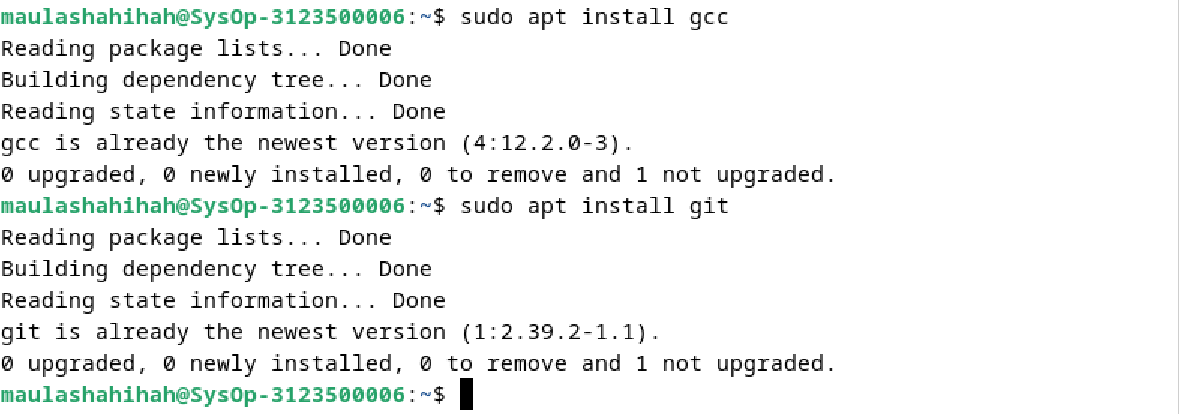 maulashahihah@SysOp-3123500006:~$ sudo apt install gcc
Reading package lists... Done
Building dependency tree... Done
Reading state information... Done
gcc is already the newest version (4:12.2.0-3).
0 upgraded, 0 newly installed, 0 to remove and 1 not upgraded.
maulashahihah@SysOp-3123500006:~$ sudo apt install git
Reading package lists... Done
Building dependency tree... Done
Reading state information... Done
git is already the newest version (1:2.39.2-1.1).
0 upgraded, 0 newly installed, 0 to remove and 1 not upgraded.
maulashahihah@SysOp-3123500006:~$